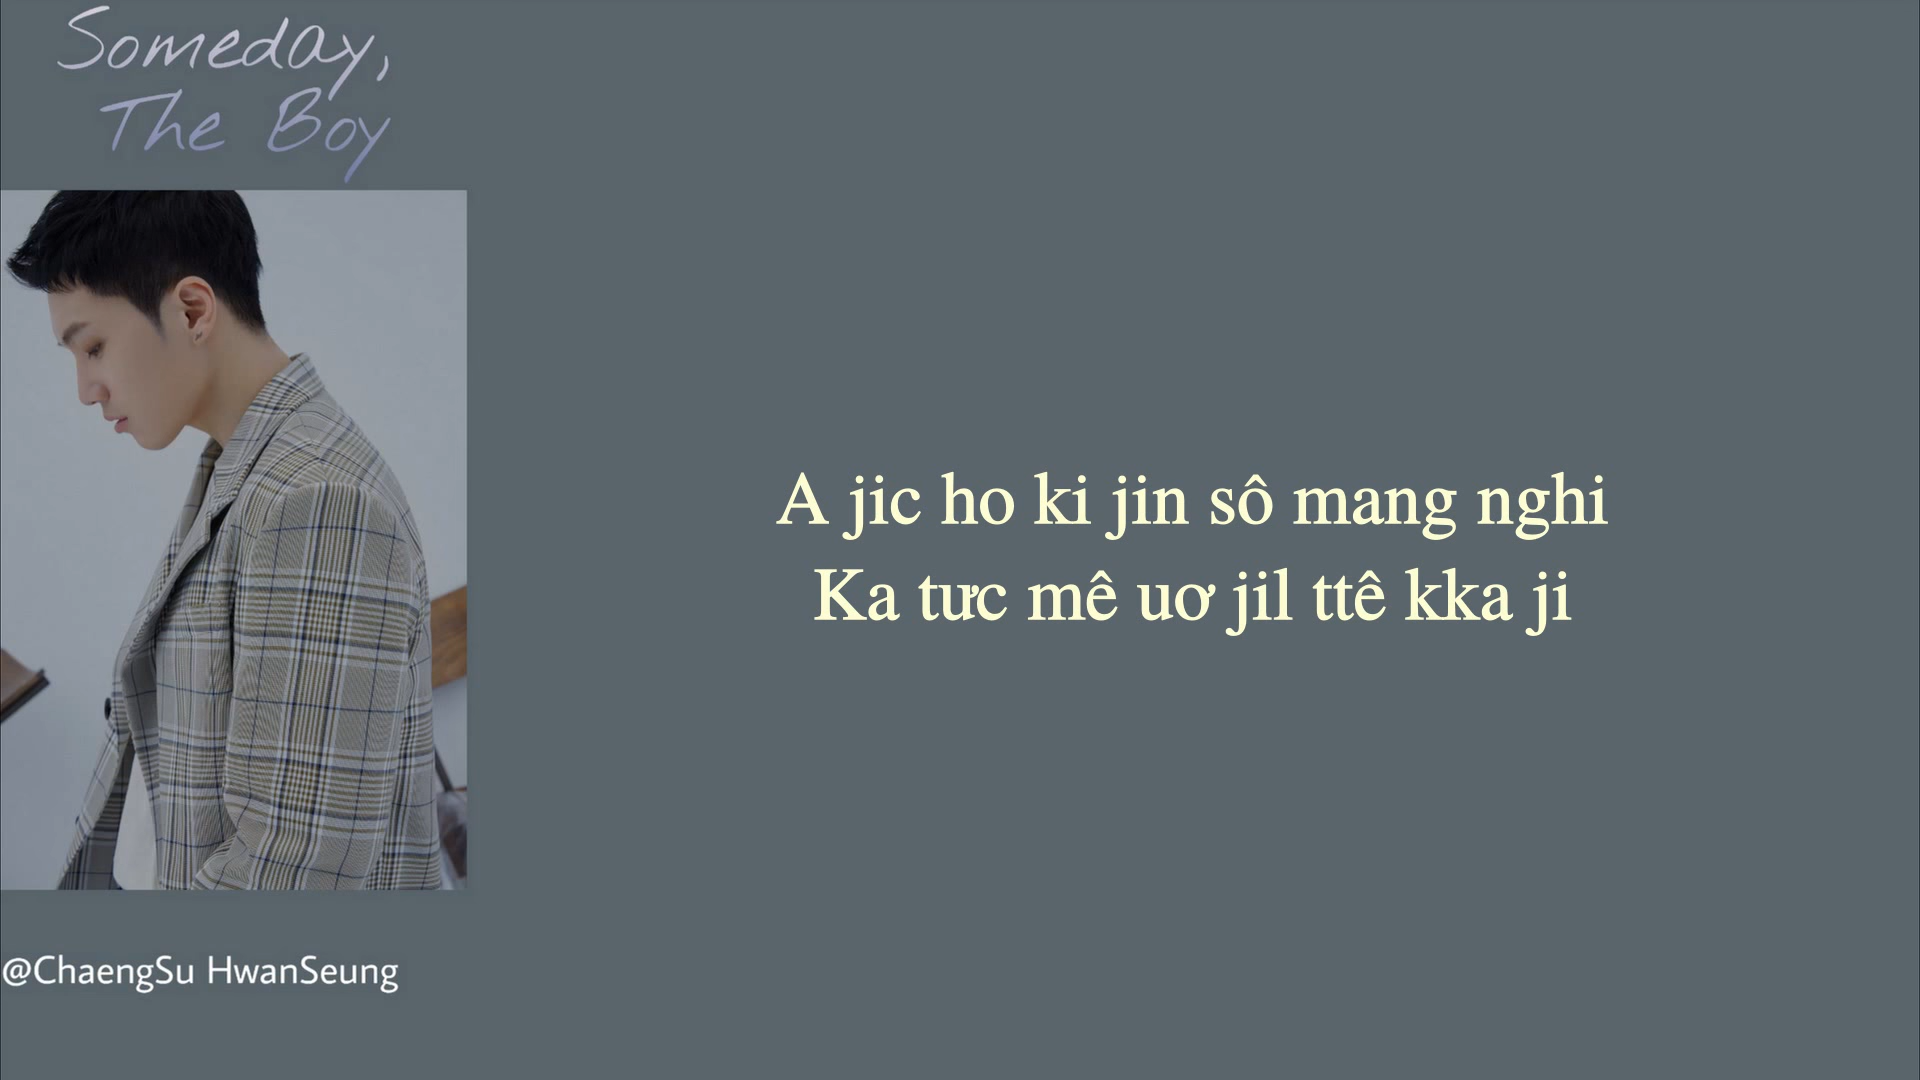 Someday,
The Boy
A jic ho ki jin sô mang nghi
Ka tưc mê uơ jil ttê kka ji
@ChaengSu HwanSeung